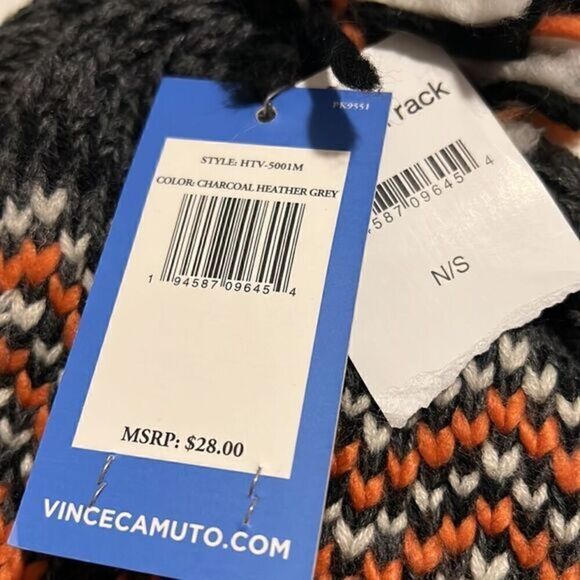 PK9551
STYLE: HTV-5001M
COLOR: CHARCOAL HEATHER GREY
1 94587 09645 4
MSRP: $28.00
VINCECAMUTO.COM
rack
4587 09645 4
N/S